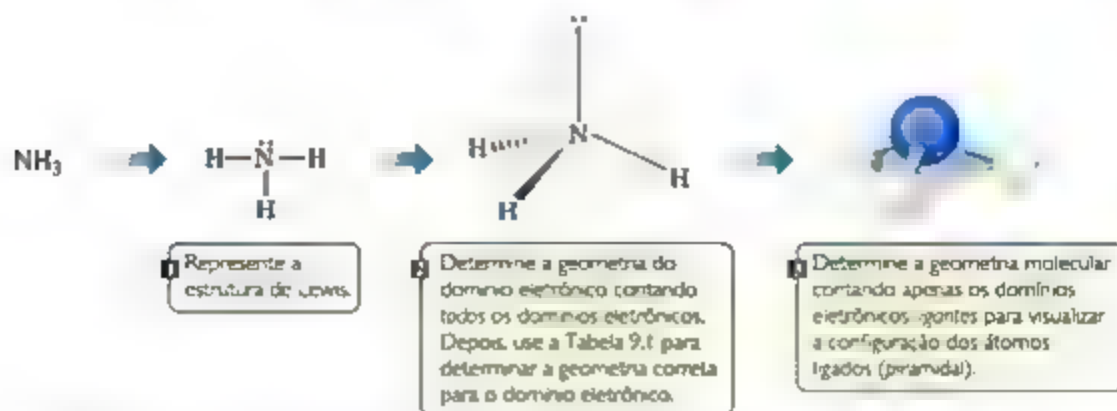 NH₃
H—N̈—H
H
N
H
H
H
1 Represente a
estrutura de Lewis.
2 Determine a geometria do
domínio eletrônico contando
todos os domínios eletrônicos.
Depois, use a Tabela 9.1 para
determinar a geometria correta
para o domínio eletrônico.
3 Determine a geometria molecular
contando apenas os domínios
eletrônicos ligantes para visualizar
a configuração dos átomos
ligados (piramidal).